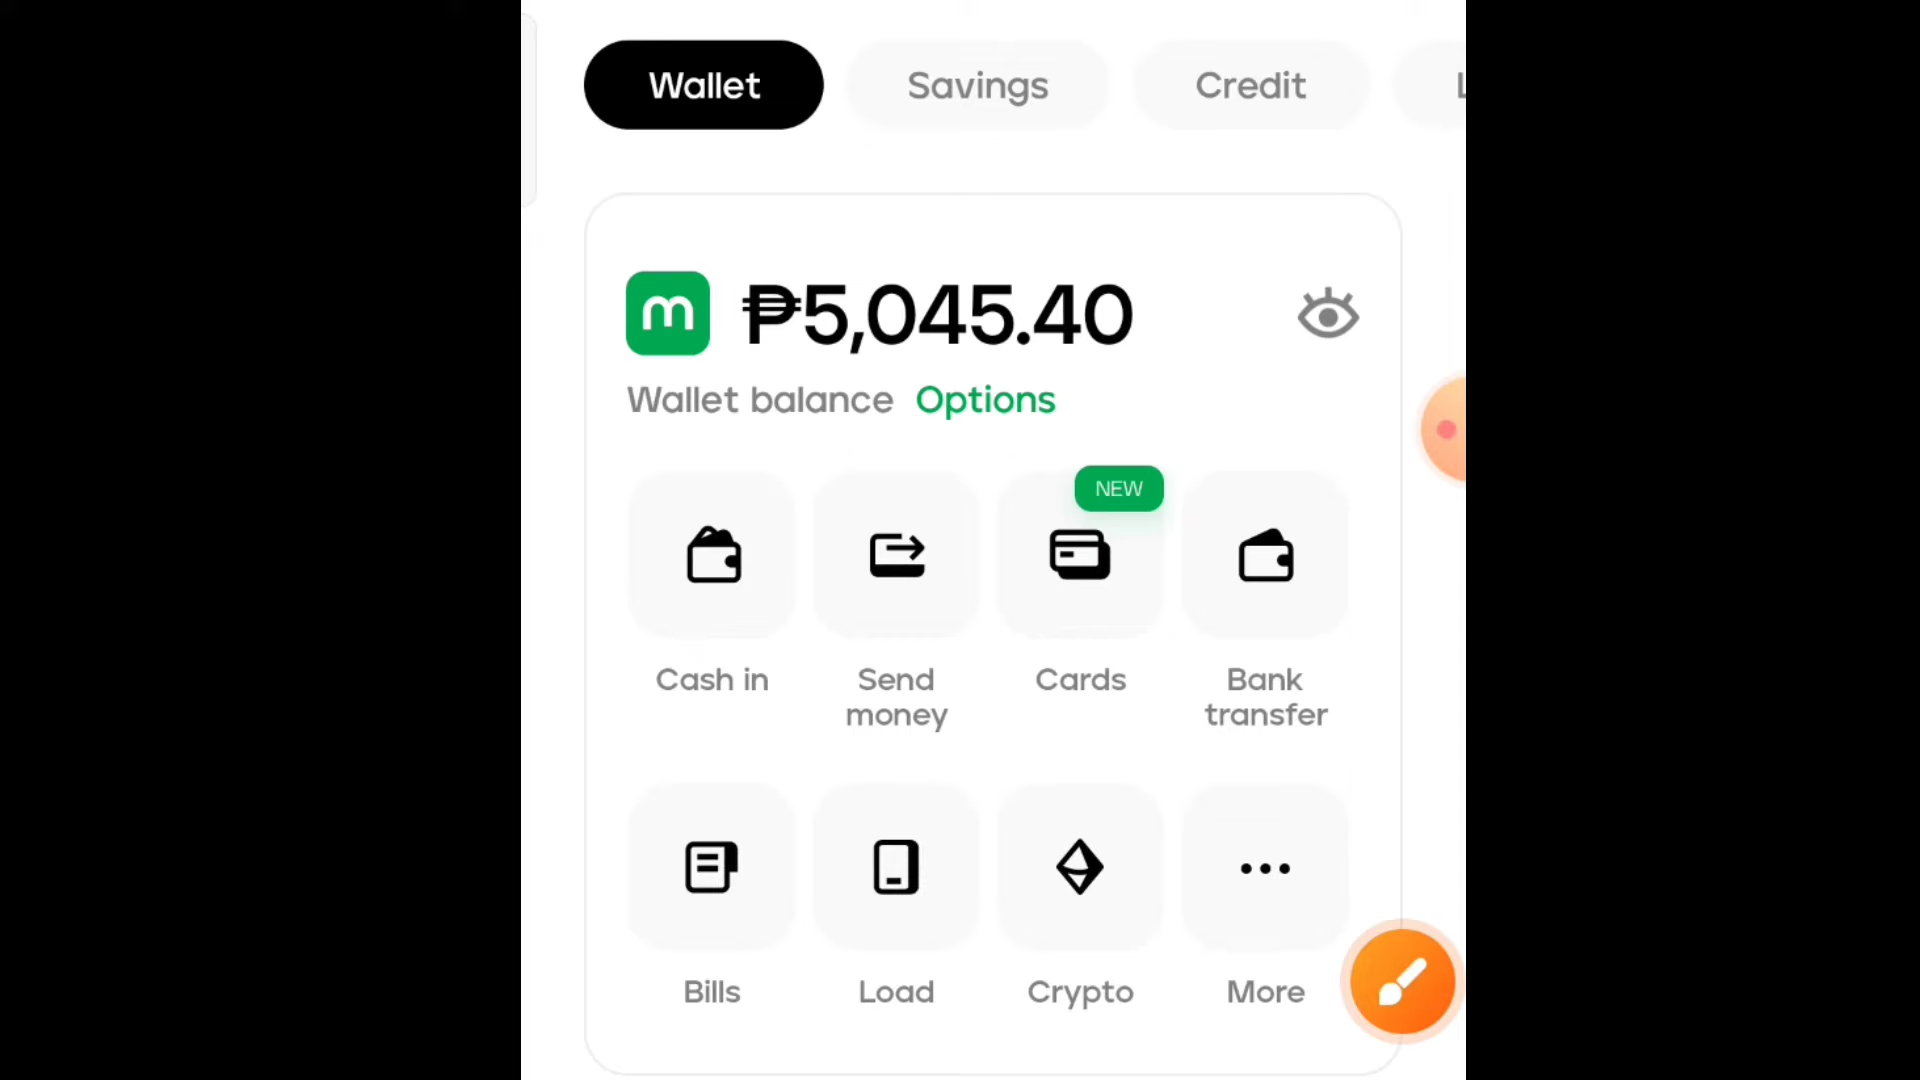 Wallet Savings Credit L
m ₱5,045.40
Wallet balance Options
NEW
Cash in Send money Cards Bank transfer
Bills Load Crypto More